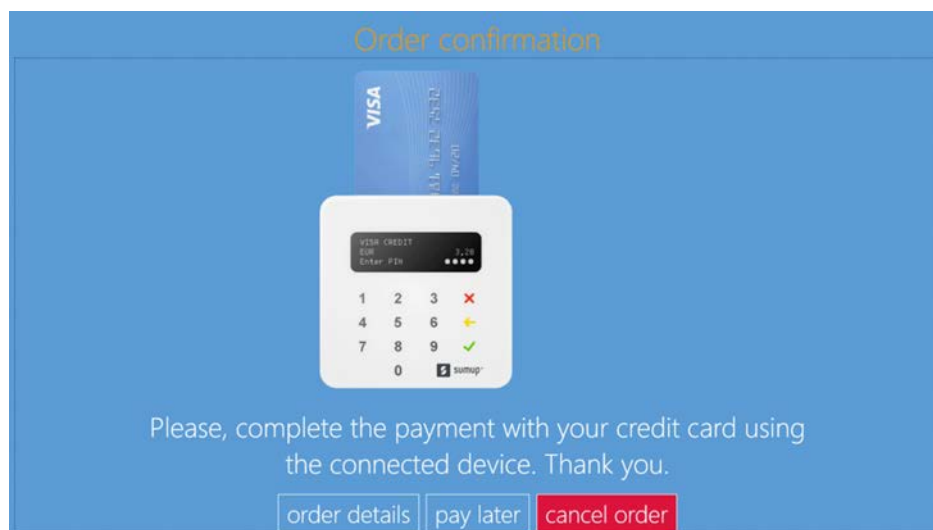 Order confirmation
VISA
VISA CREDIT
EUR 3,20
Enter PIN ●●●●
1 2 3
4 5 6
7 8 9
0 sumup
Please, complete the payment with your credit card using
the connected device. Thank you.
order details pay later cancel order